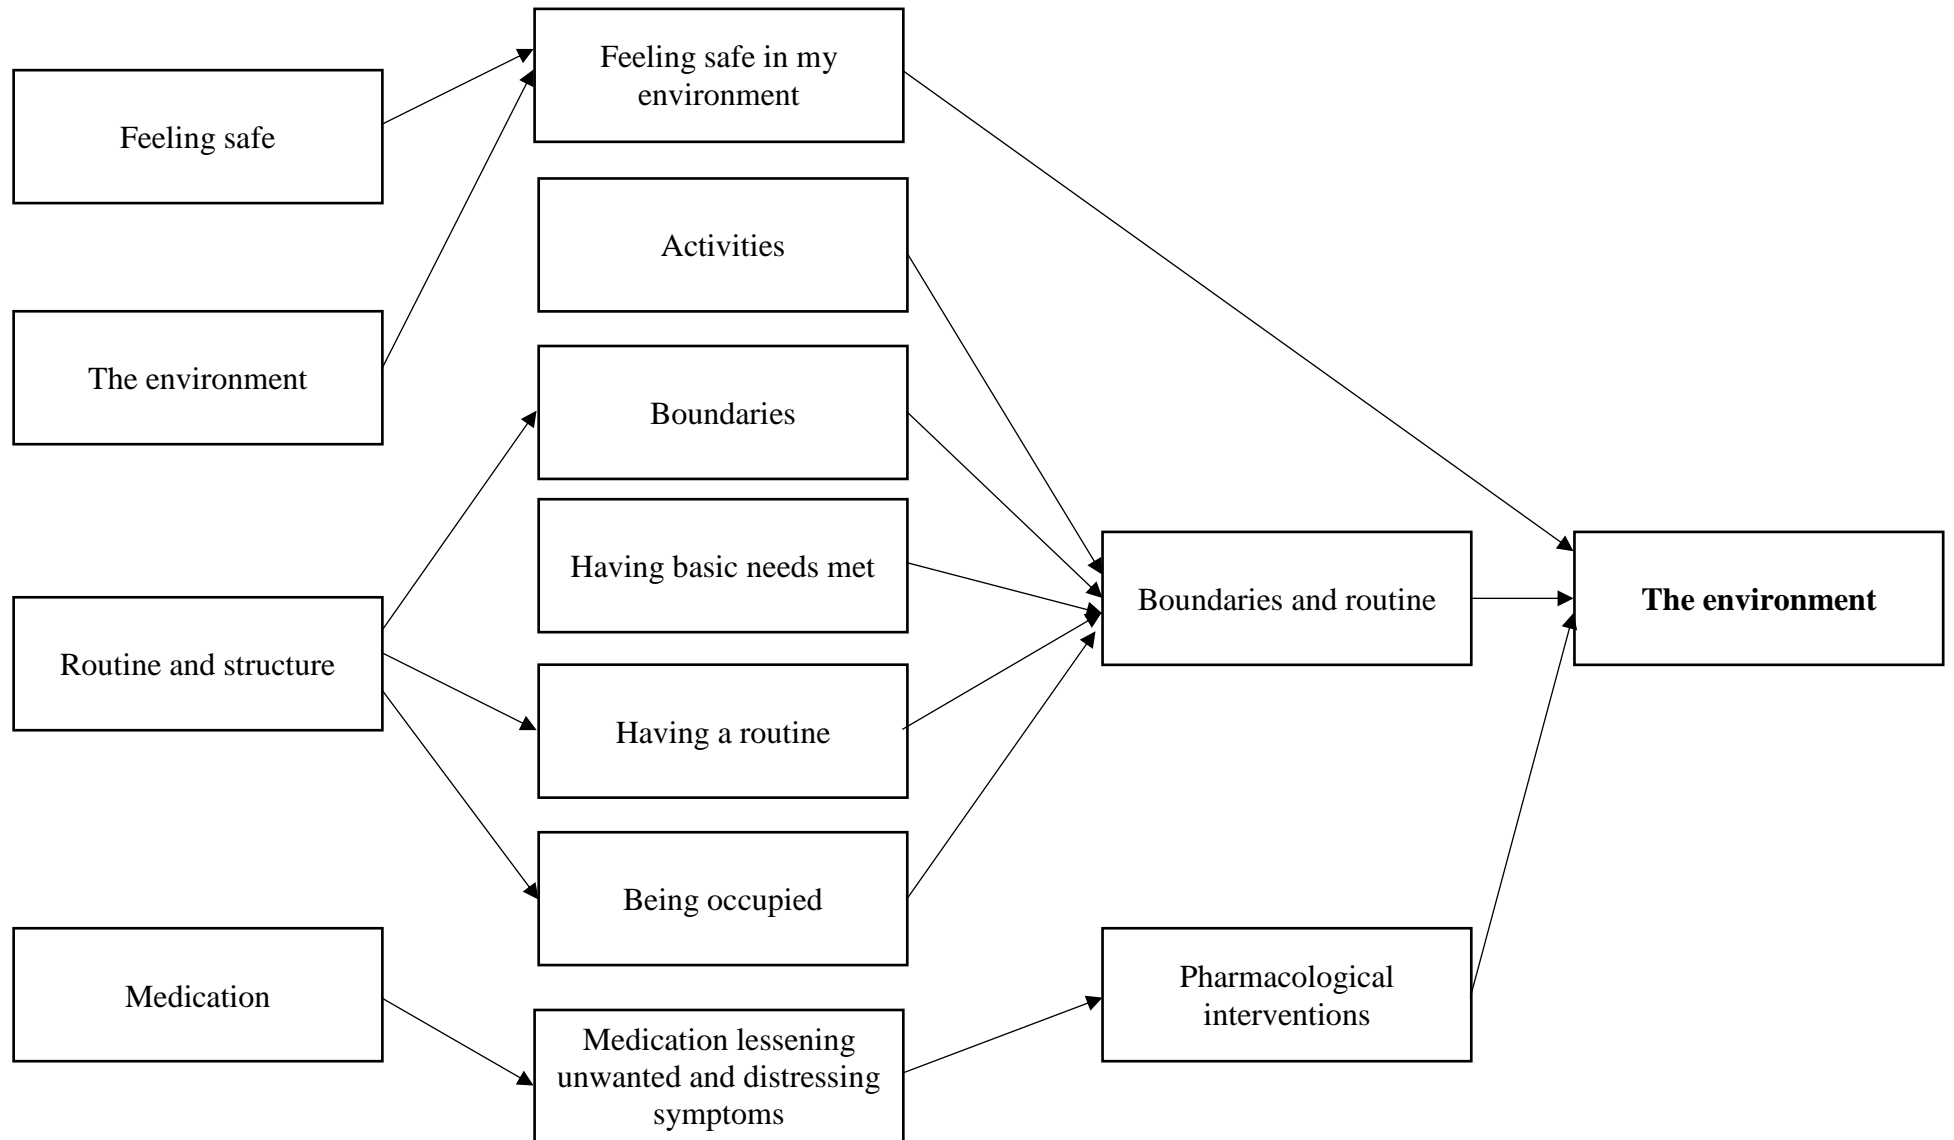 Feeling safe
The environment
Routine and structure
Medication
Feeling safe in my
environment
Activities
Boundaries
Having basic needs met
Having a routine
Being occupied
Medication lessening
unwanted and distressing
symptoms
Boundaries and routine
Pharmacological
interventions
The environment